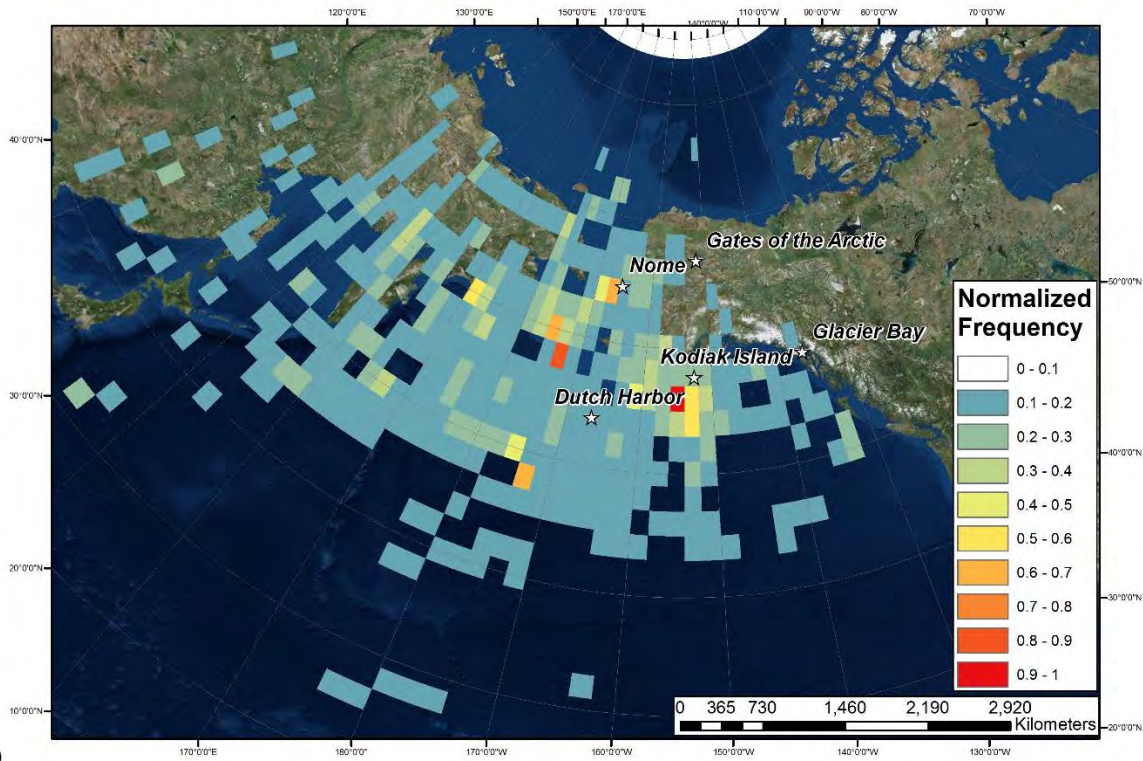 120°0'0"E 130°0'0"E 150°0'0"E 170°0'0"E 140°0'0"W 110°0'0"W 90°0'0"W 80°0'0"W 70°0'0"W
40°0'0"N
Gates of the Arctic
Nome
50°0'0"N
Normalized
Frequency
Glacier Bay
Kodiak Island
0 - 0.1
Dutch Harbor
30°0'0"N
0.1 - 0.2
0.2 - 0.3
40°0'0"N
0.3 - 0.4
0.4 - 0.5
0.5 - 0.6
20°0'0"N
0.6 - 0.7
30°0'0"N
0.7 - 0.8
0.8 - 0.9
0.9 - 1
10°0'0"N
0 365 730 1,460 2,190 2,920
Kilometers
20°0'0"N
170°0'0"E 180°0'0" 170°0'0"W 160°0'0"W 150°0'0"W 140°0'0"W 130°0'0"W